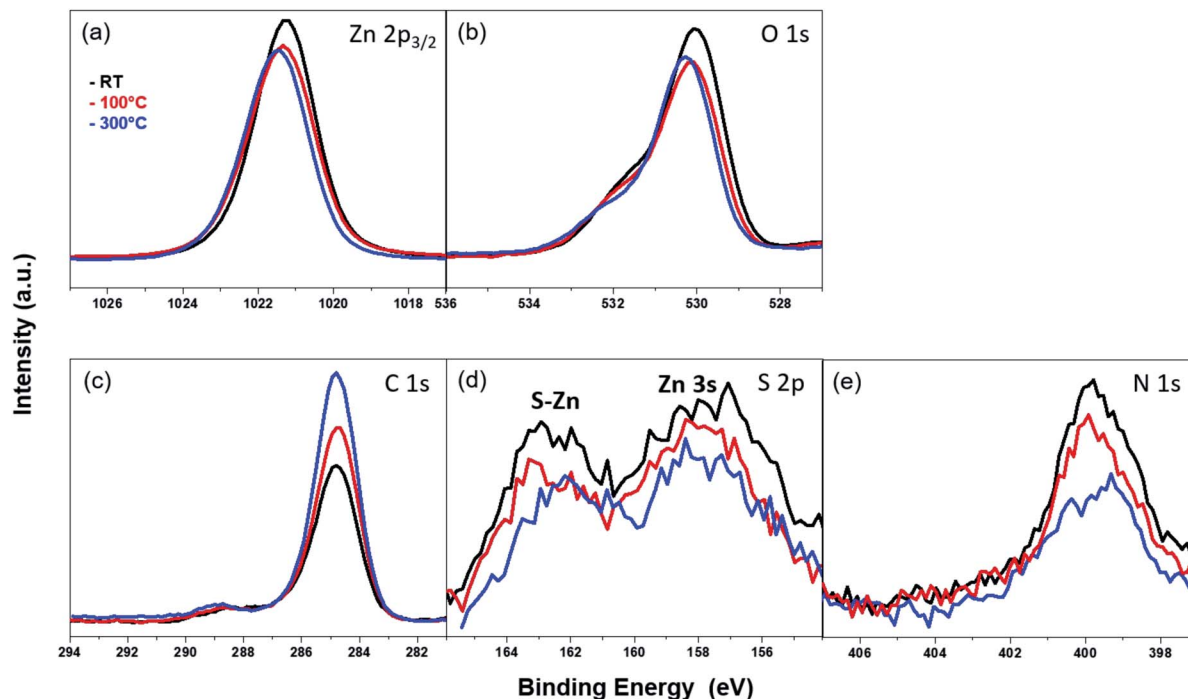 (a) Zn 2p3/2
(b) O 1s
- RT
- 100°C
- 300°C
1026 1024 1022 1020 1018
536 534 532 530 528
Intensity (a.u.)
(c) C 1s
(d) S-Zn Zn 3s S 2p
(e) N 1s
294 292 290 288 286 284 282
164 162 160 158 156
406 404 402 400 398
Binding Energy (eV)